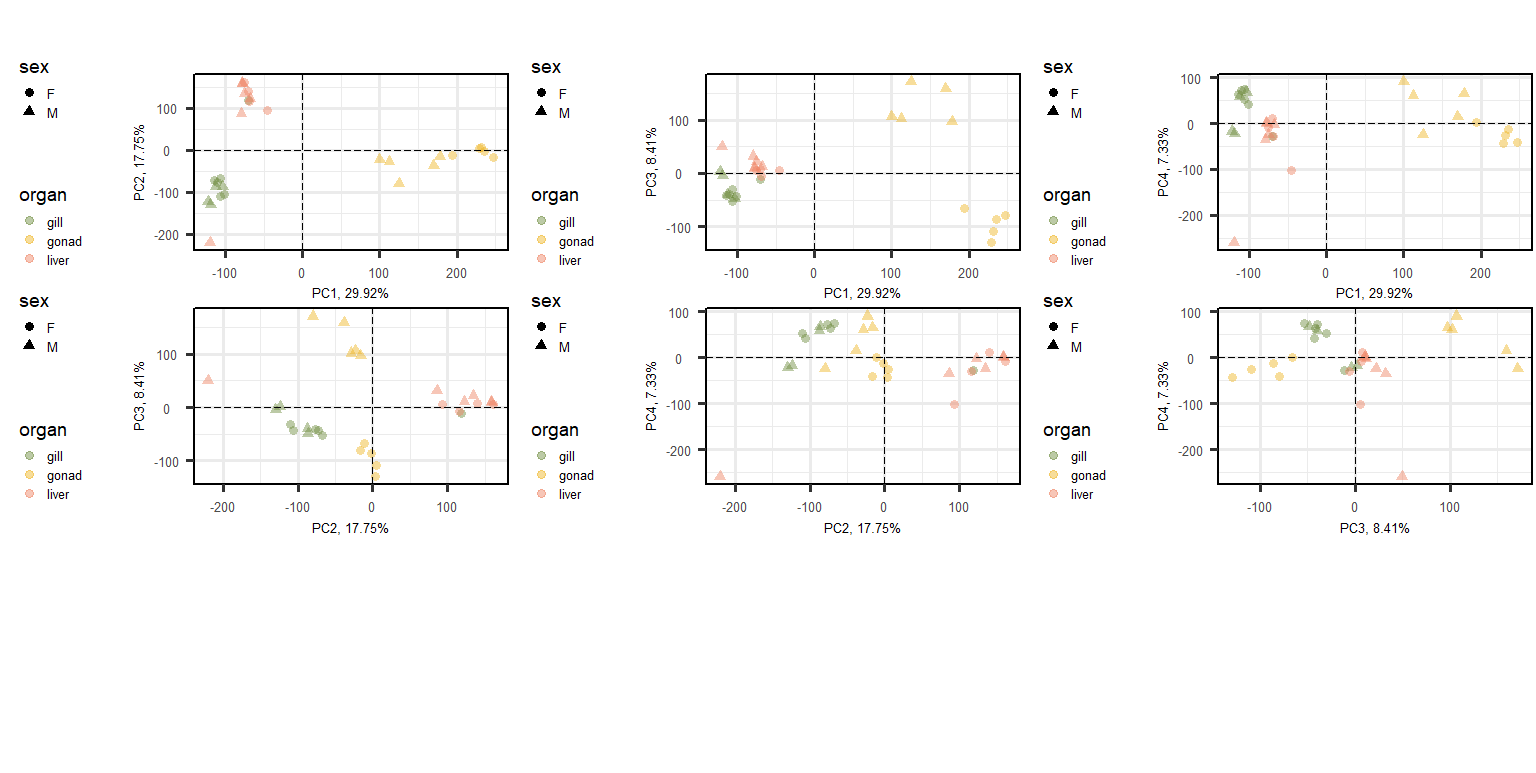 sex
F
M
organ
gill
gonad
liver
PC2, 17.75%
100
0
-100
-200
-100
0
100
200
PC1, 29.92%
sex
F
M
organ
gill
gonad
liver
PC3, 8.41%
100
0
-100
-100
0
100
200
PC1, 29.92%
sex
F
M
organ
gill
gonad
liver
PC4, 7.33%
100
0
-100
-200
-100
0
100
200
PC1, 29.92%
sex
F
M
organ
gill
gonad
liver
PC3, 8.41%
100
0
-100
-200
-100
0
100
PC2, 17.75%
sex
F
M
organ
gill
gonad
liver
PC4, 7.33%
100
0
-100
-200
-200
-100
0
100
PC2, 17.75%
sex
F
M
organ
gill
gonad
liver
PC4, 7.33%
100
0
-100
-200
-100
0
100
PC3, 8.41%